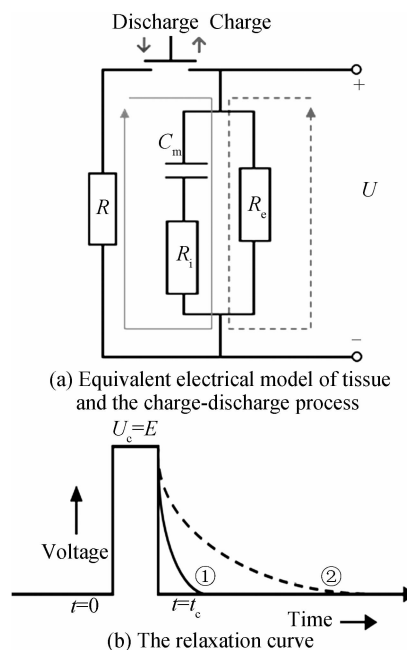 Discharge Charge
+
C_m
R
R_e
U
R_i
−
(a) Equivalent electrical model of tissue
and the charge-discharge process
U_c=E
Voltage
① ②
t=0 t=t_c
Time
(b) The relaxation curve